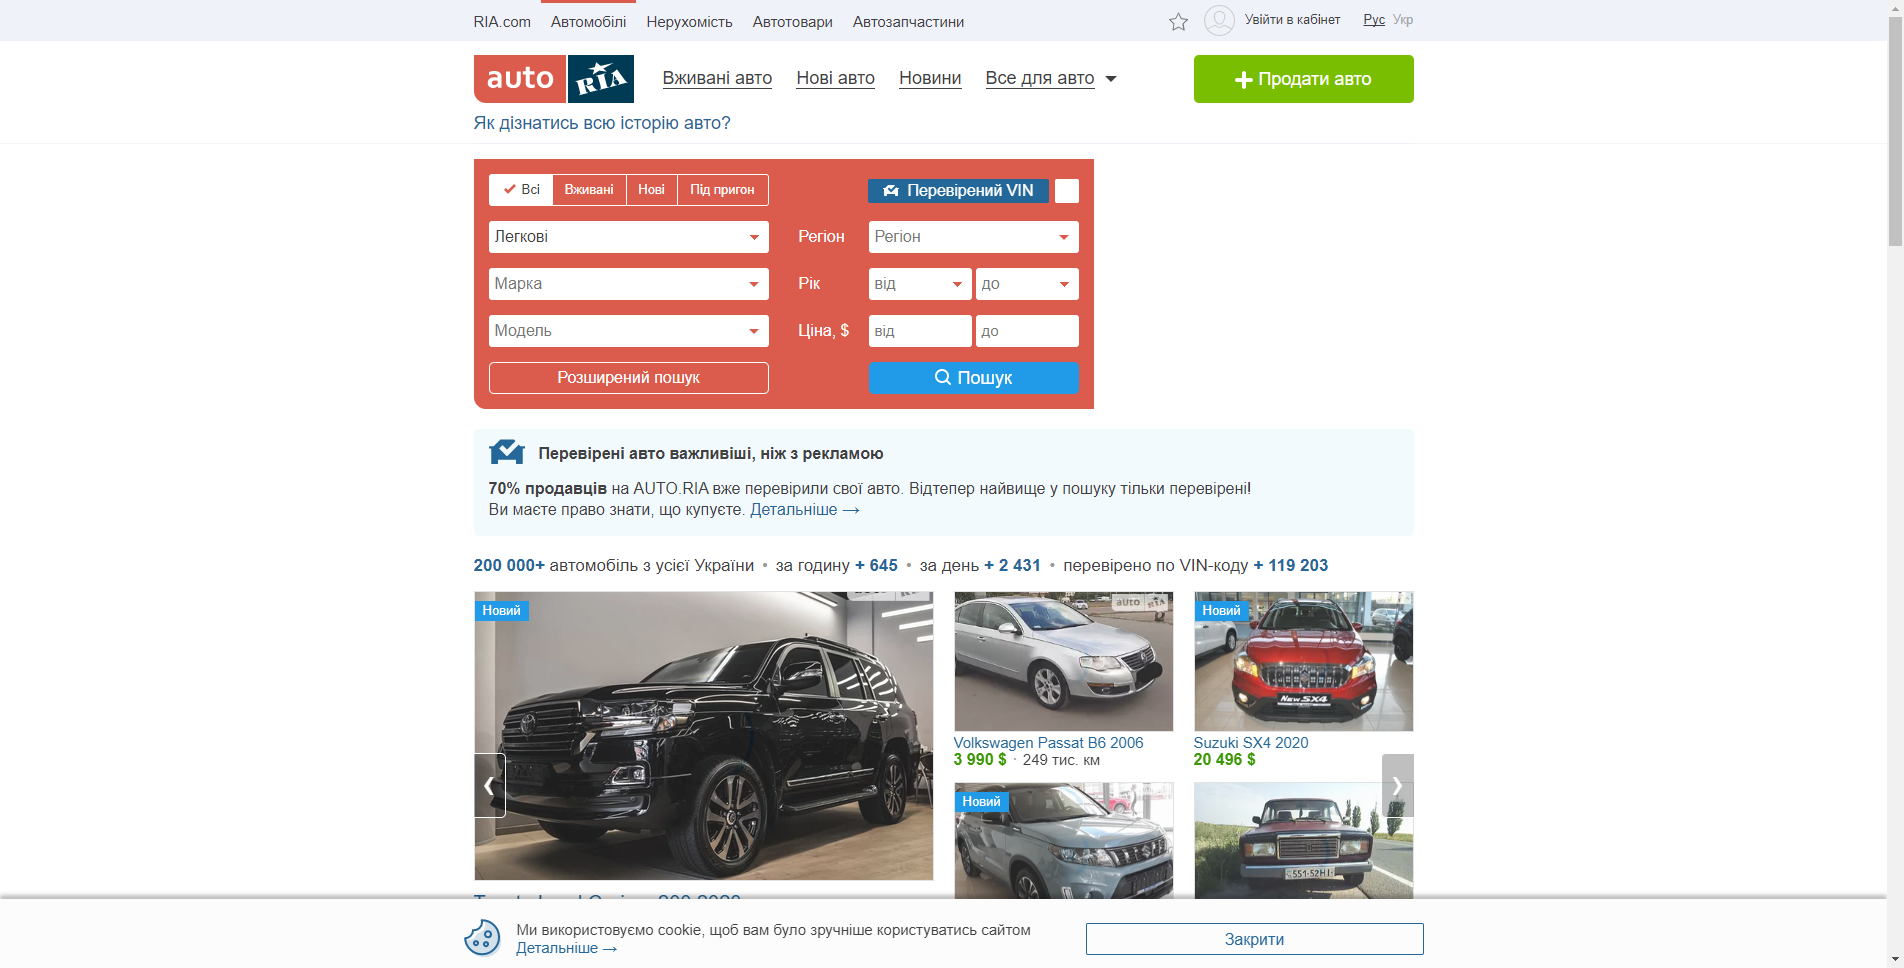 RIA.com Автомобілі Нерухомість Автотовари Автозапчастини Увійти в кабінет Рус Укр
auto RIA Вживані авто Нові авто Новини Все для авто Продати авто
Як дізнатись всю історію авто?
Всі Вживані Нові Під пригон Перевірений VIN
Легкові Регіон Регіон
Марка Рік від до
Модель Ціна, $ від до
Розширений пошук Пошук
Перевірені авто важливіші, ніж з рекламою
70% продавців на AUTO.RIA вже перевірили свої авто. Відтепер найвище у пошуку тільки перевірені!
Ви маєте право знати, що купуєте. Детальніше →
200 000+ автомобіль з усієї України • за годину + 645 • за день + 2 431 • перевірено по VIN-коду + 119 203
Новий auto RIA Новий
New SX4
Volkswagen Passat B6 2006 Suzuki SX4 2020
3 990 $ · 249 тис. км 20 496 $
Новий
551-52НІ
Ми використовуємо cookie, щоб вам було зручніше користуватись сайтом
Детальніше →
Закрити